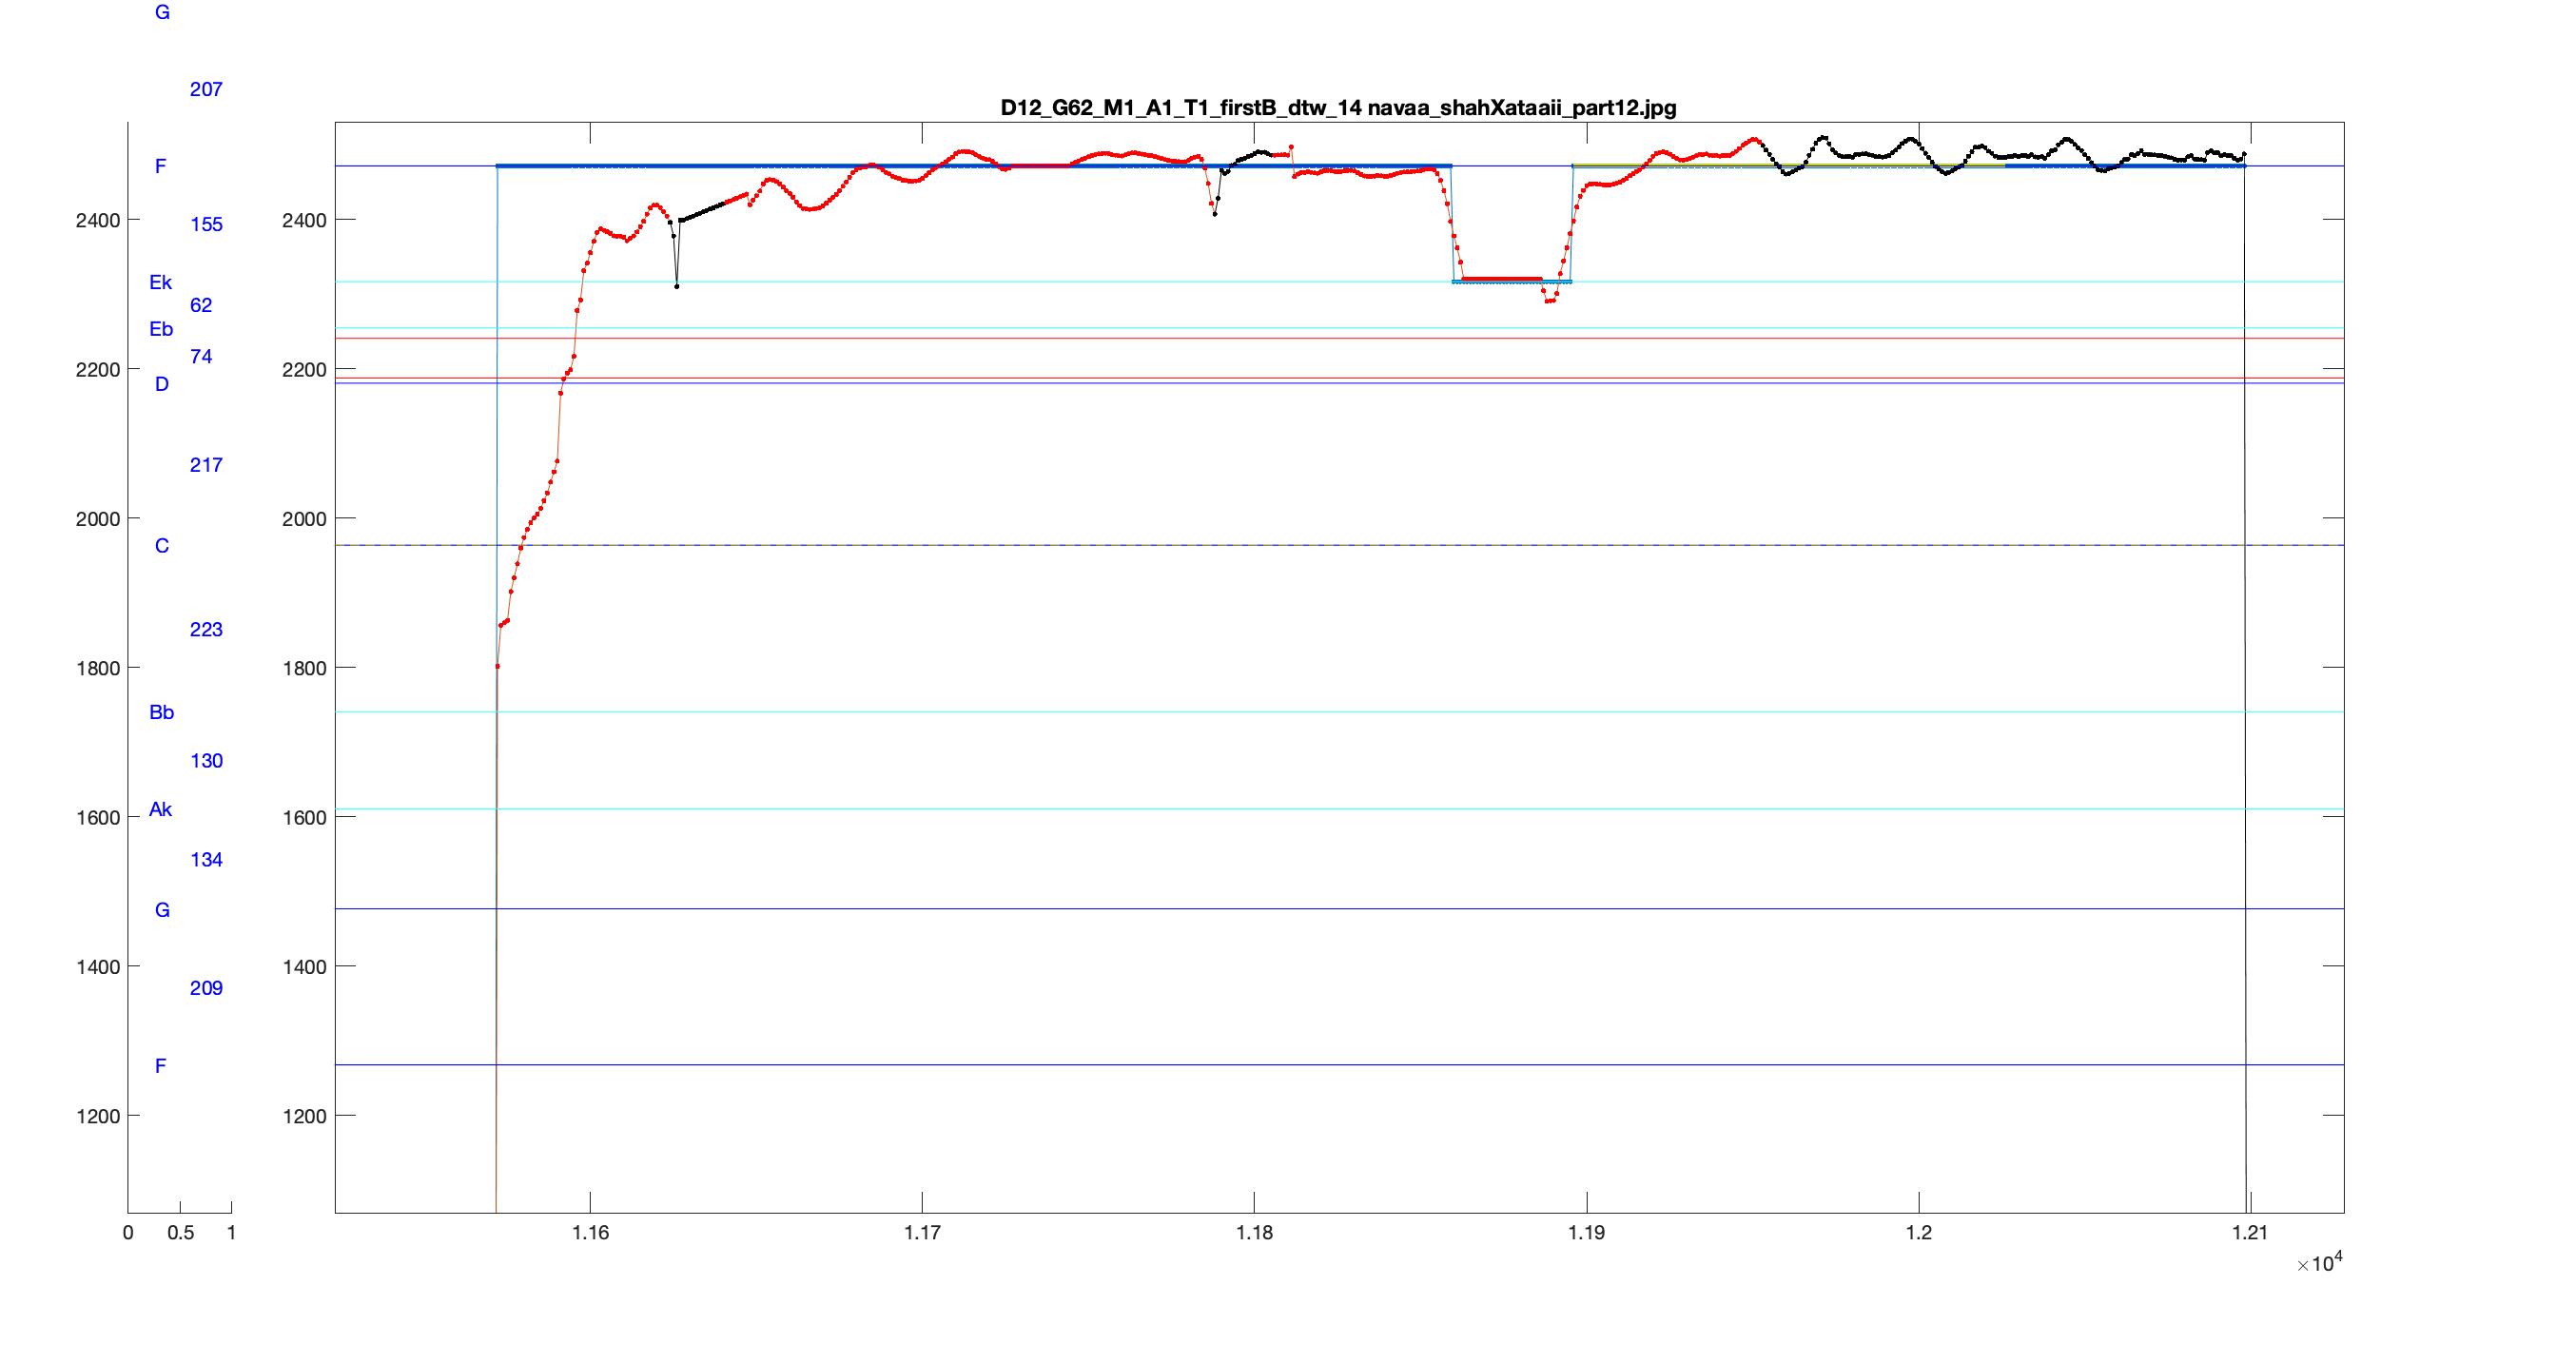 G
207
D12_G62_M1_A1_T1_firstB_dtw_14 navaa_shahXataaii_part12.jpg
F
2400 155 2400
Ek
62
Eb
74
2200 2200
D
217
2000 2000
C
223
1800 1800
Bb
130
1600 Ak 1600
134
G
1400 1400
209
F
1200 1200
0 0.5 1 1.16 1.17 1.18 1.19 1.2 1.21
×10^4